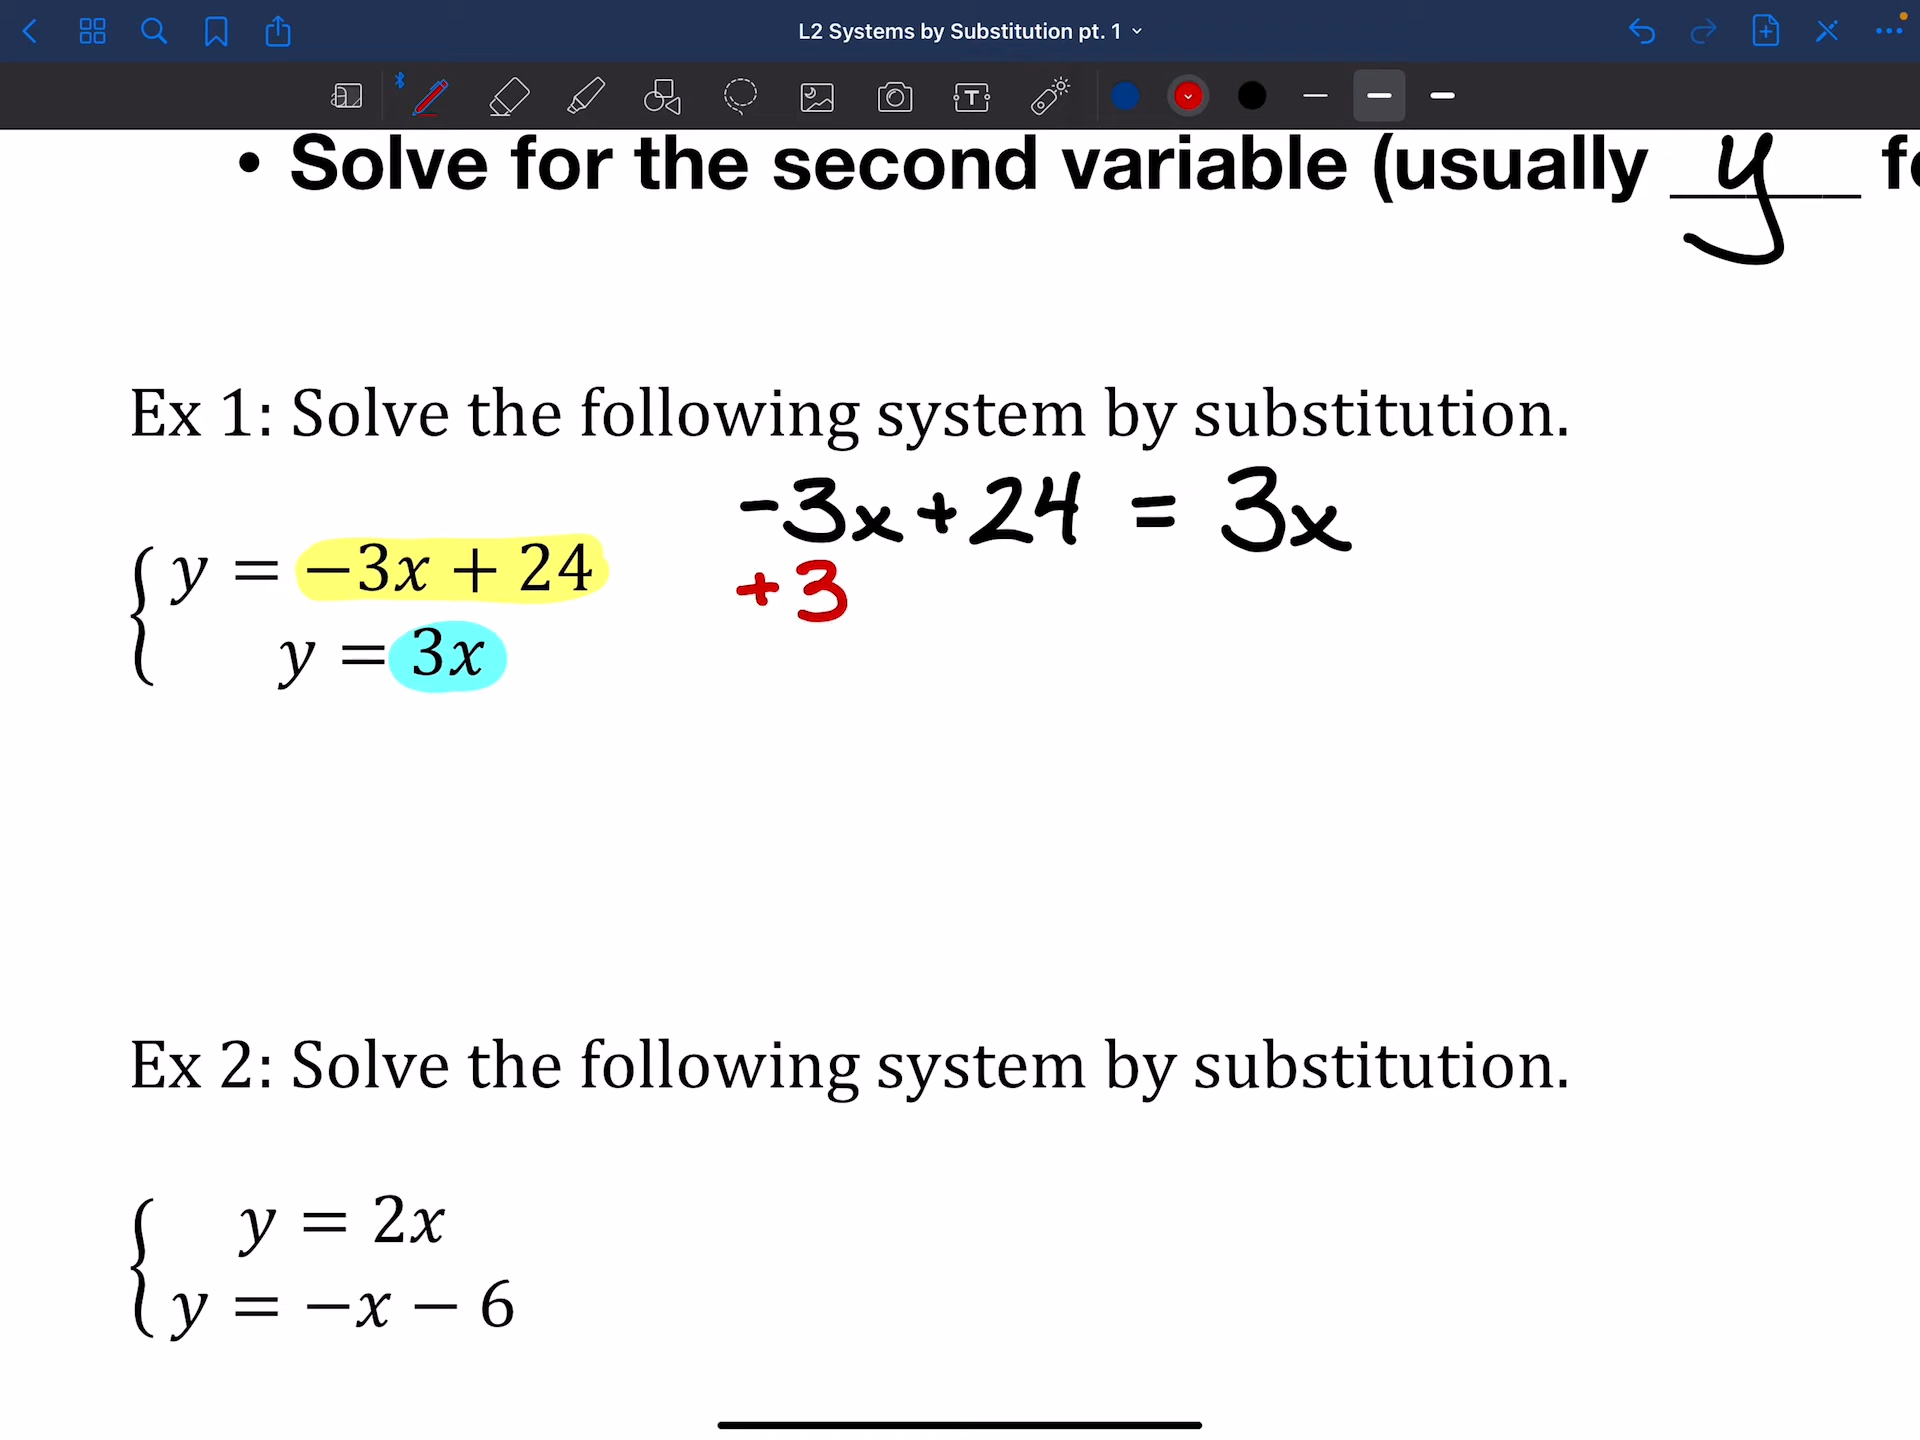 L2 Systems by Substitution pt. 1
• Solve for the second variable (usually y
Ex 1: Solve the following system by substitution.
-3x + 24 = 3x
+3
y = −3x + 24
y = 3x
Ex 2: Solve the following system by substitution.
y = 2x
y = −x − 6